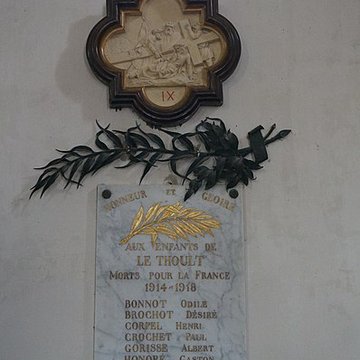 IX
HONNEUR ET GLOIRE
AUX ENFANTS DE
LE THOULT
MORTS POUR LA FRANCE
1914-1918
BONNOT ODILE
BROCHOT DÉSIRÉ
CORPEL HENRI
CROCHET PAUL
GORISSE ALBERT
HONORÉ GASTON